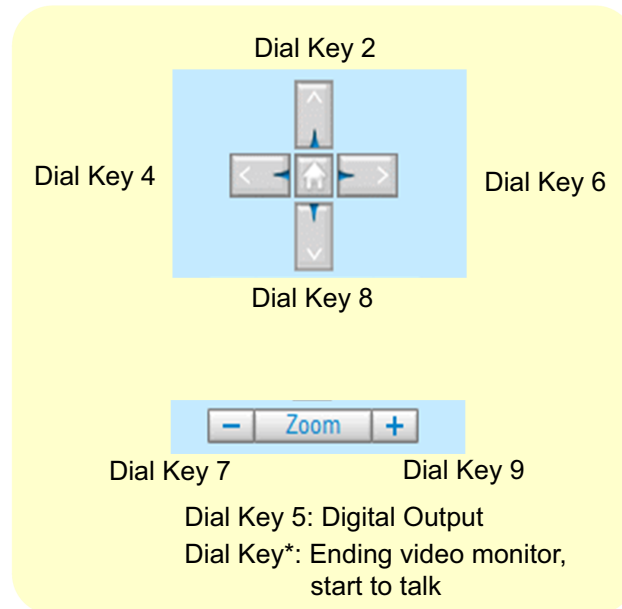 Dial Key 2
Dial Key 4
Dial Key 6
Dial Key 8
Zoom
Dial Key 7
Dial Key 9
Dial Key 5: Digital Output
Dial Key*: Ending video monitor,
start to talk